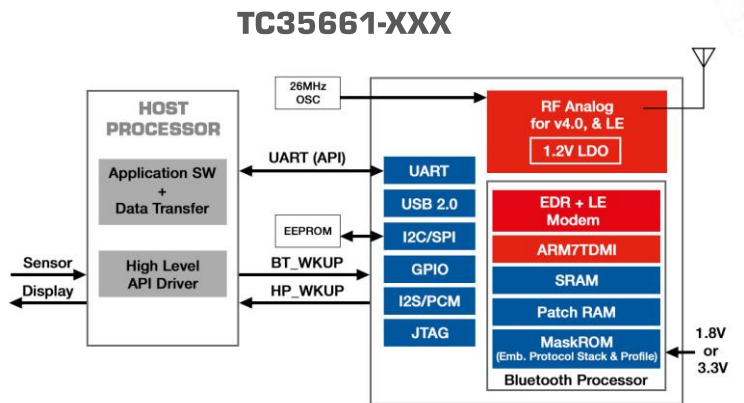 TC35661-XXX
26MHz
OSC
HOST
PROCESSOR
RF Analog
for v4.0, & LE
1.2V LDO
UART (API)
Application SW
+
Data Transfer
UART
USB 2.0
EEPROM
I2C/SPI
EDR + LE
Modem
ARM7TDMI
Sensor
Display
High Level
API Driver
BT_WKUP
HP_WKUP
GPIO
I2S/PCM
JTAG
SRAM
Patch RAM
MaskROM
(Emb. Protocol Stack & Profile)
Bluetooth Processor
1.8V
or
3.3V